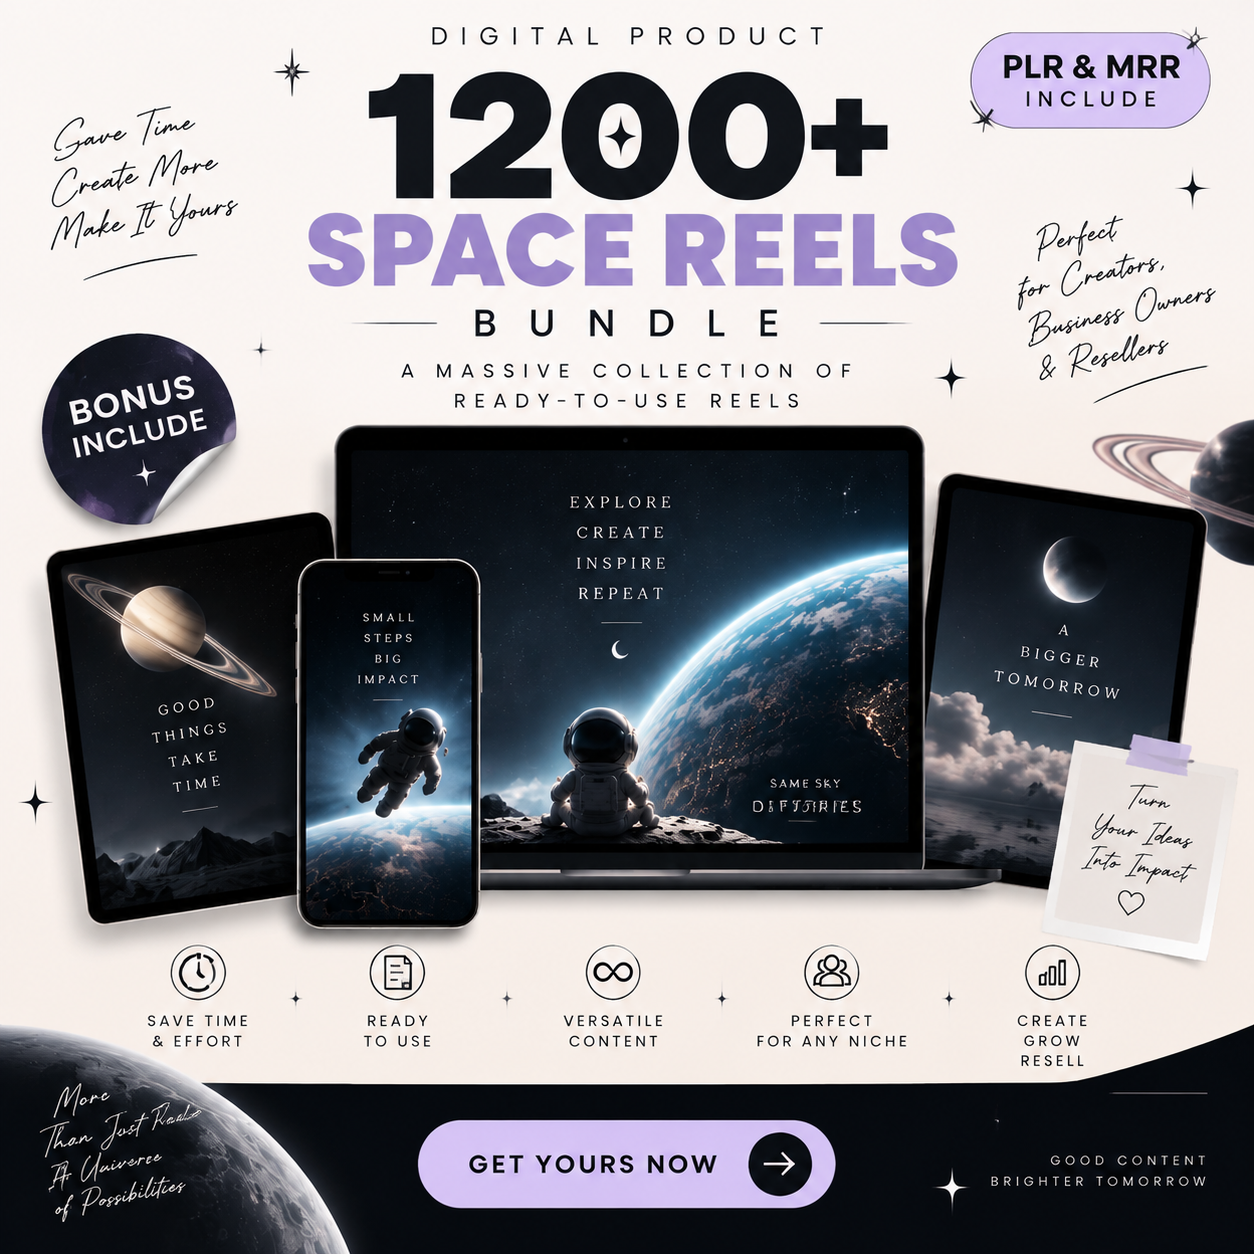 DIGITAL PRODUCT
1200+
SPACE REELS
BUNDLE
A MASSIVE COLLECTION OF
READY-TO-USE REELS
PLR & MRR
INCLUDE
Save Time
Create More
Make It Yours
Perfect
for Creators,
Business Owners
& Resellers
BONUS
INCLUDE
GOOD
THINGS
TAKE
TIME
SMALL
STEPS
BIG
IMPACT
EXPLORE
CREATE
INSPIRE
REPEAT
SAME SKY
A
BIGGER
TOMORROW
Turn
Your Ideas
Into Impact
SAVE TIME
& EFFORT
READY
TO USE
VERSATILE
CONTENT
PERFECT
FOR ANY NICHE
CREATE
GROW
RESELL
More
Than Just
Universe
of Possibilities
GET YOURS NOW
GOOD CONTENT
BRIGHTER TOMORROW